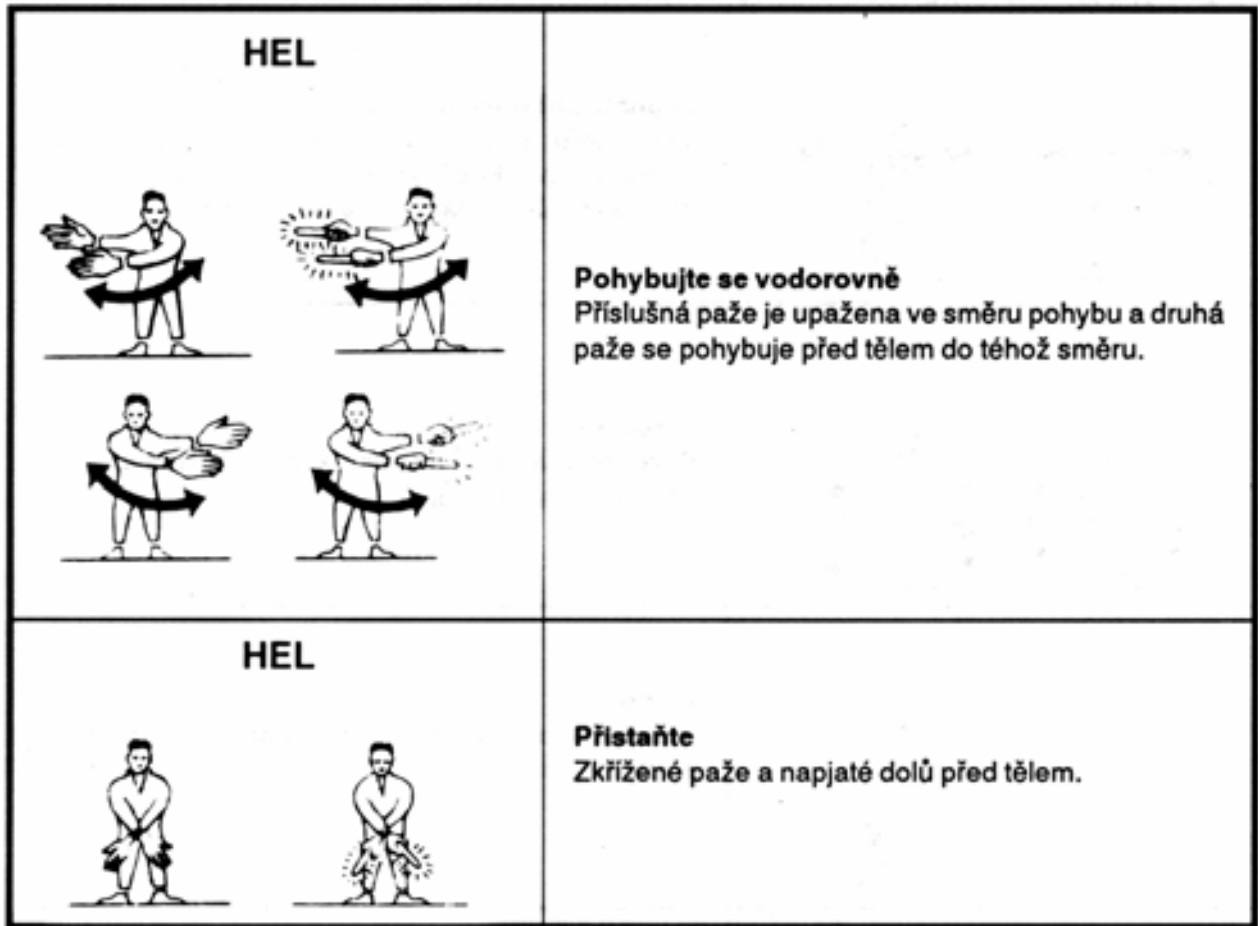 HEL
Pohybujte se vodorovně
Příslušná paže je upažena ve směru pohybu a druhá
paže se pohybuje před tělem do téhož směru.
HEL
Přistaňte
Zkřížené paže a napjaté dolů před tělem.